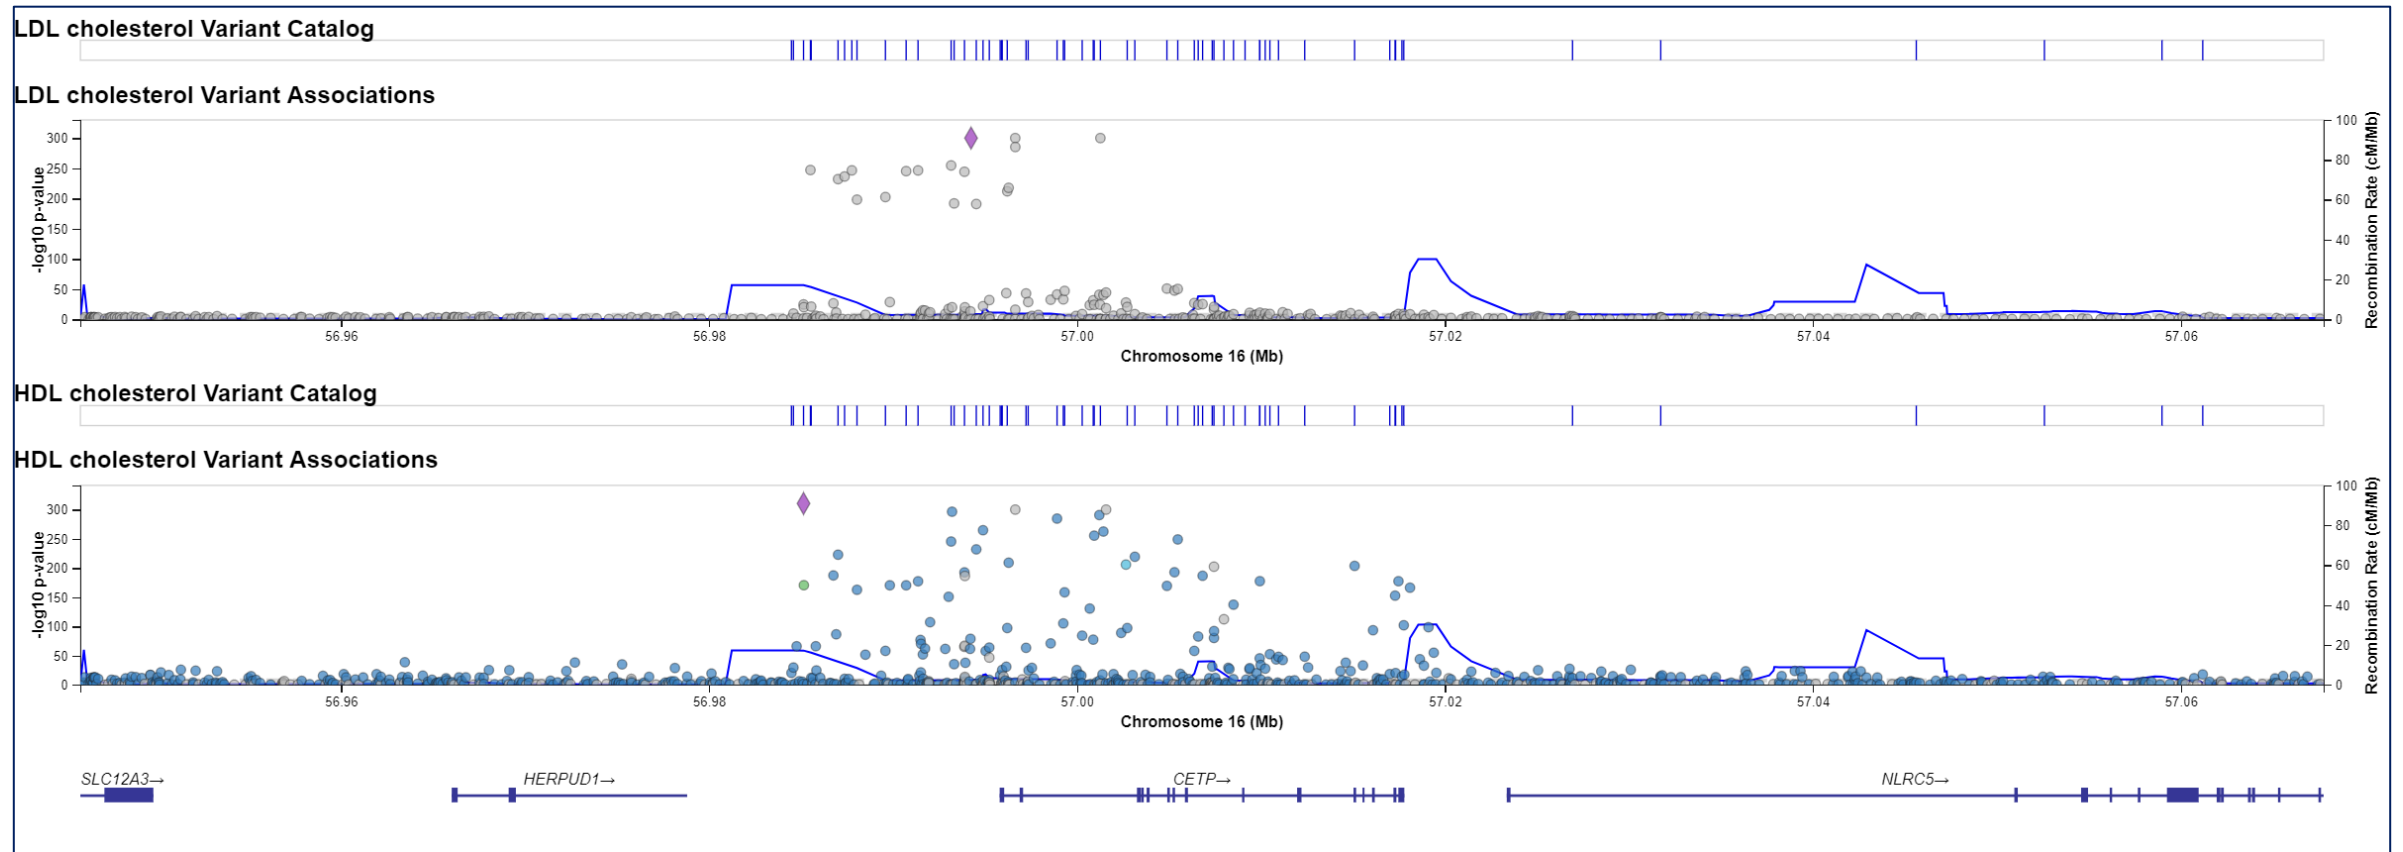 LDL cholesterol Variant Catalog
LDL cholesterol Variant Associations
300
250
200
150
100
50
0
-log10 p-value
100
80
60
40
20
0
Recombination Rate (cM/Mb)
56.96 56.98 57.00 57.02 57.04 57.06
Chromosome 16 (Mb)
HDL cholesterol Variant Catalog
HDL cholesterol Variant Associations
300
250
200
150
100
50
0
-log10 p-value
100
80
60
40
20
0
Recombination Rate (cM/Mb)
56.96 56.98 57.00 57.02 57.04 57.06
Chromosome 16 (Mb)
SLC12A3→ HERPUD1→ CETP→ NLRC5→